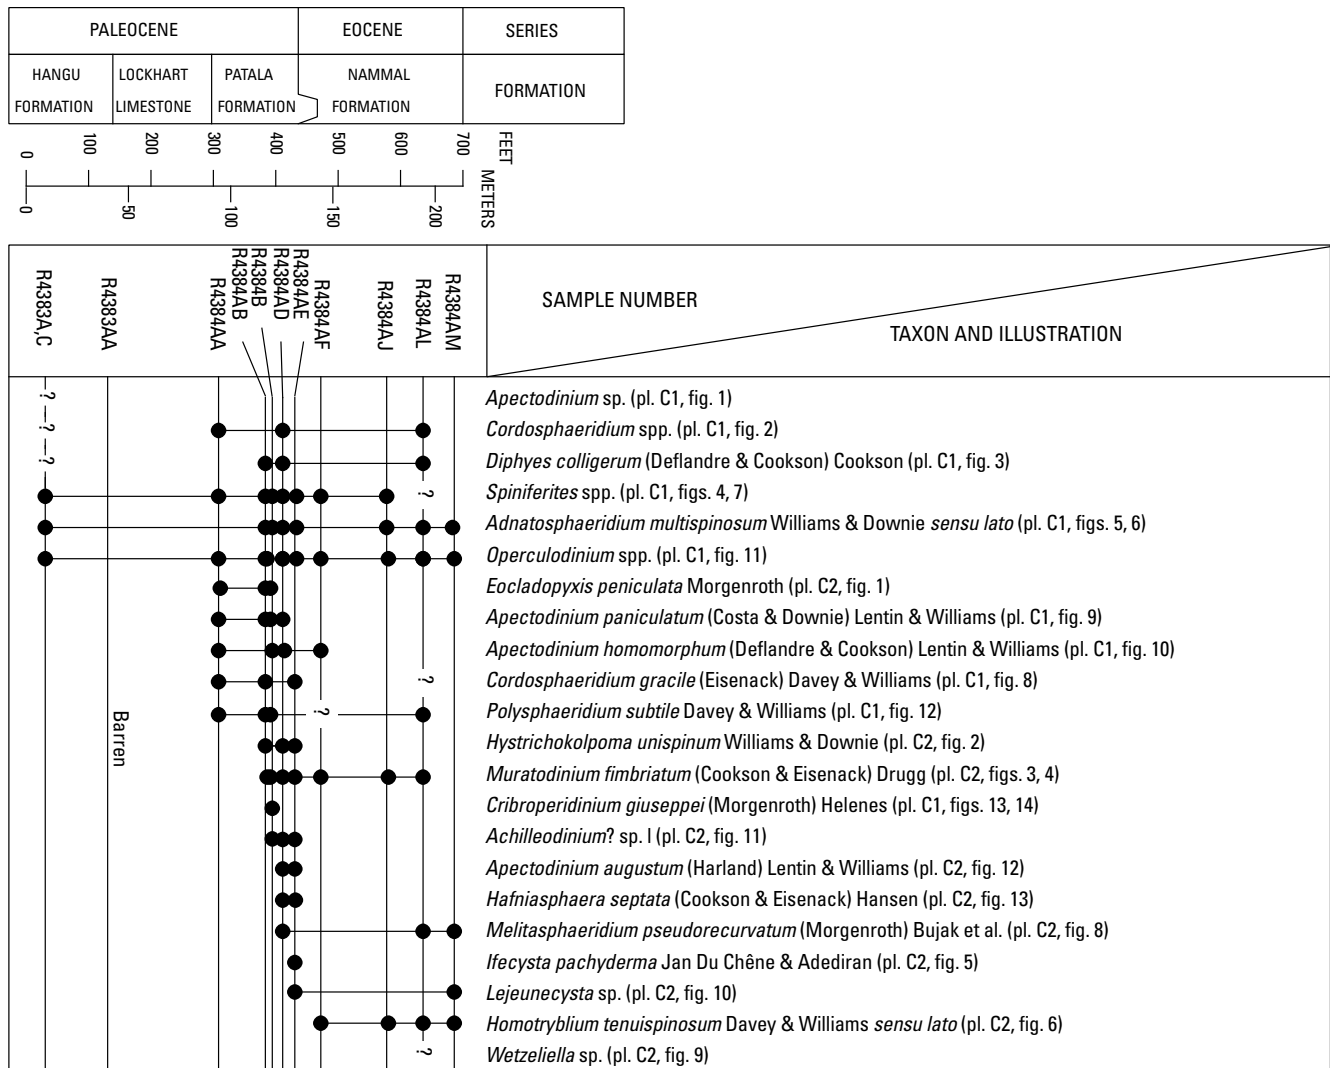 PALEOCENE EOCENE SERIES
HANGU FORMATION LOCKHART LIMESTONE PATALA FORMATION NAMMAL FORMATION FORMATION
0 100 200 300 400 500 600 700 FEET
0 50 100 150 200 METERS
R4383A,C R4383AA R4384AA R4384AB R4384B R4384AD R4384AE R4384AF R4384AJ R4384AL R4384AM
SAMPLE NUMBER
TAXON AND ILLUSTRATION
? Apectodinium sp. (pl. C1, fig. 1)
? Cordosphaeridium spp. (pl. C1, fig. 2)
? Diphyes colligerum (Deflandre & Cookson) Cookson (pl. C1, fig. 3)
? Spiniferites spp. (pl. C1, figs. 4, 7)
Adnatosphaeridium multispinosum Williams & Downie sensu lato (pl. C1, figs. 5, 6)
Operculodinium spp. (pl. C1, fig. 11)
Eocladopyxis peniculata Morgenroth (pl. C2, fig. 1)
Apectodinium paniculatum (Costa & Downie) Lentin & Williams (pl. C1, fig. 9)
Apectodinium homomorphum (Deflandre & Cookson) Lentin & Williams (pl. C1, fig. 10)
? Cordosphaeridium gracile (Eisenack) Davey & Williams (pl. C1, fig. 8)
? Polysphaeridium subtile Davey & Williams (pl. C1, fig. 12)
Barren
Hystrichokolpoma unispinum Williams & Downie (pl. C2, fig. 2)
Muratodinium fimbriatum (Cookson & Eisenack) Drugg (pl. C2, figs. 3, 4)
Cribroperidinium giuseppei (Morgenroth) Helenes (pl. C1, figs. 13, 14)
Achilleodinium? sp. I (pl. C2, fig. 11)
Apectodinium augustum (Harland) Lentin & Williams (pl. C2, fig. 12)
Hafniasphaera septata (Cookson & Eisenack) Hansen (pl. C2, fig. 13)
Melitasphaeridium pseudorecurvatum (Morgenroth) Bujak et al. (pl. C2, fig. 8)
Ifecysta pachyderma Jan Du Chêne & Adediran (pl. C2, fig. 5)
Lejeunecysta sp. (pl. C2, fig. 10)
Homotryblium tenuispinosum Davey & Williams sensu lato (pl. C2, fig. 6)
? Wetzeliella sp. (pl. C2, fig. 9)